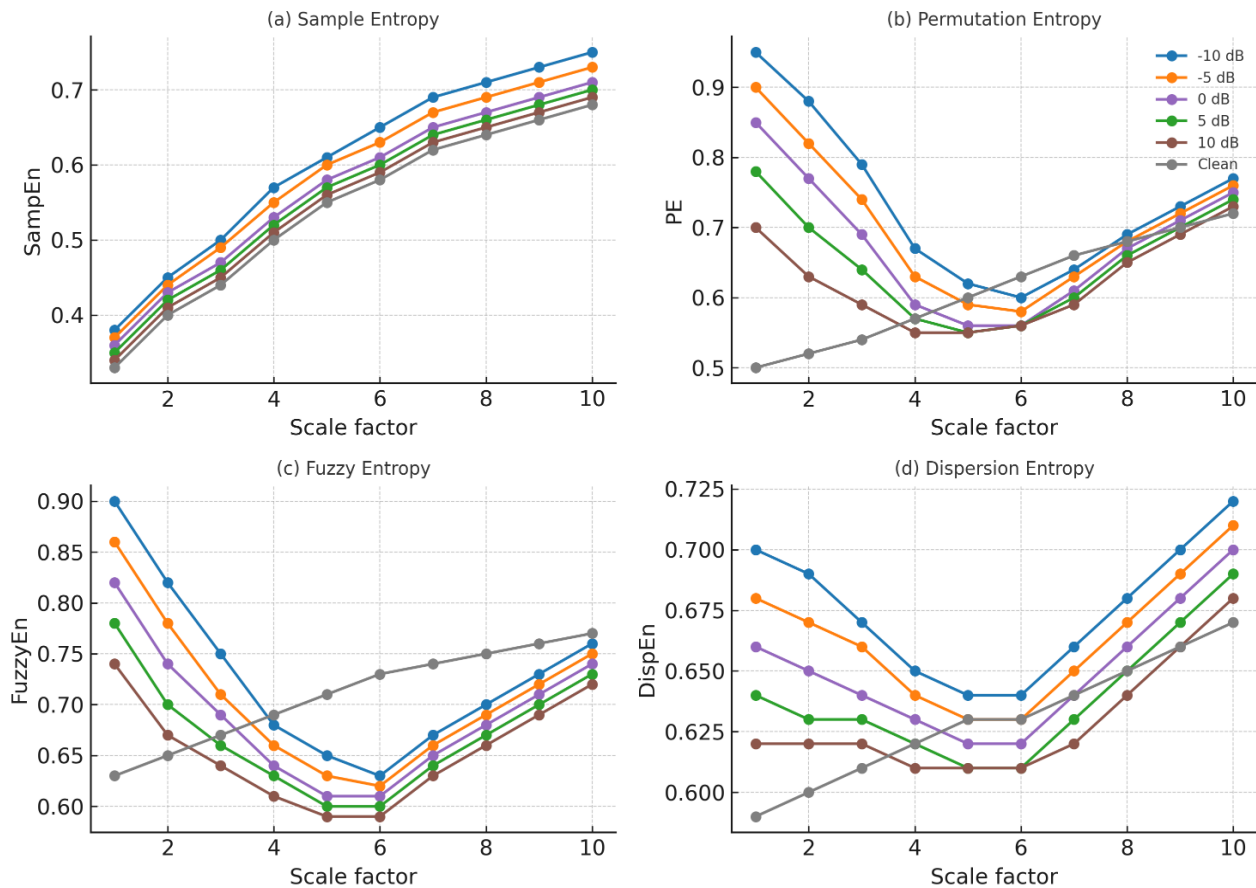 (a) Sample Entropy
0.7
0.6
0.5
0.4
SampEn
2 4 6 8 10
Scale factor
(b) Permutation Entropy
0.9
0.8
0.7
0.6
0.5
PE
-10 dB
-5 dB
0 dB
5 dB
10 dB
Clean
2 4 6 8 10
Scale factor
(c) Fuzzy Entropy
0.90
0.85
0.80
0.75
0.70
0.65
0.60
FuzzyEn
2 4 6 8 10
Scale factor
(d) Dispersion Entropy
0.725
0.700
0.675
0.650
0.625
0.600
DispEn
2 4 6 8 10
Scale factor